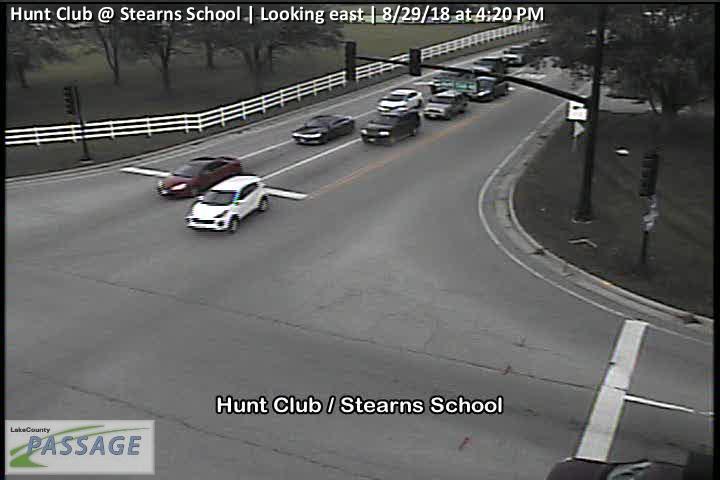 Hunt Club @ Stearns School | Looking east | 8/29/18 at 4:20 PM
Hunt Club / Stearns School
LakeCounty
PASSAGE